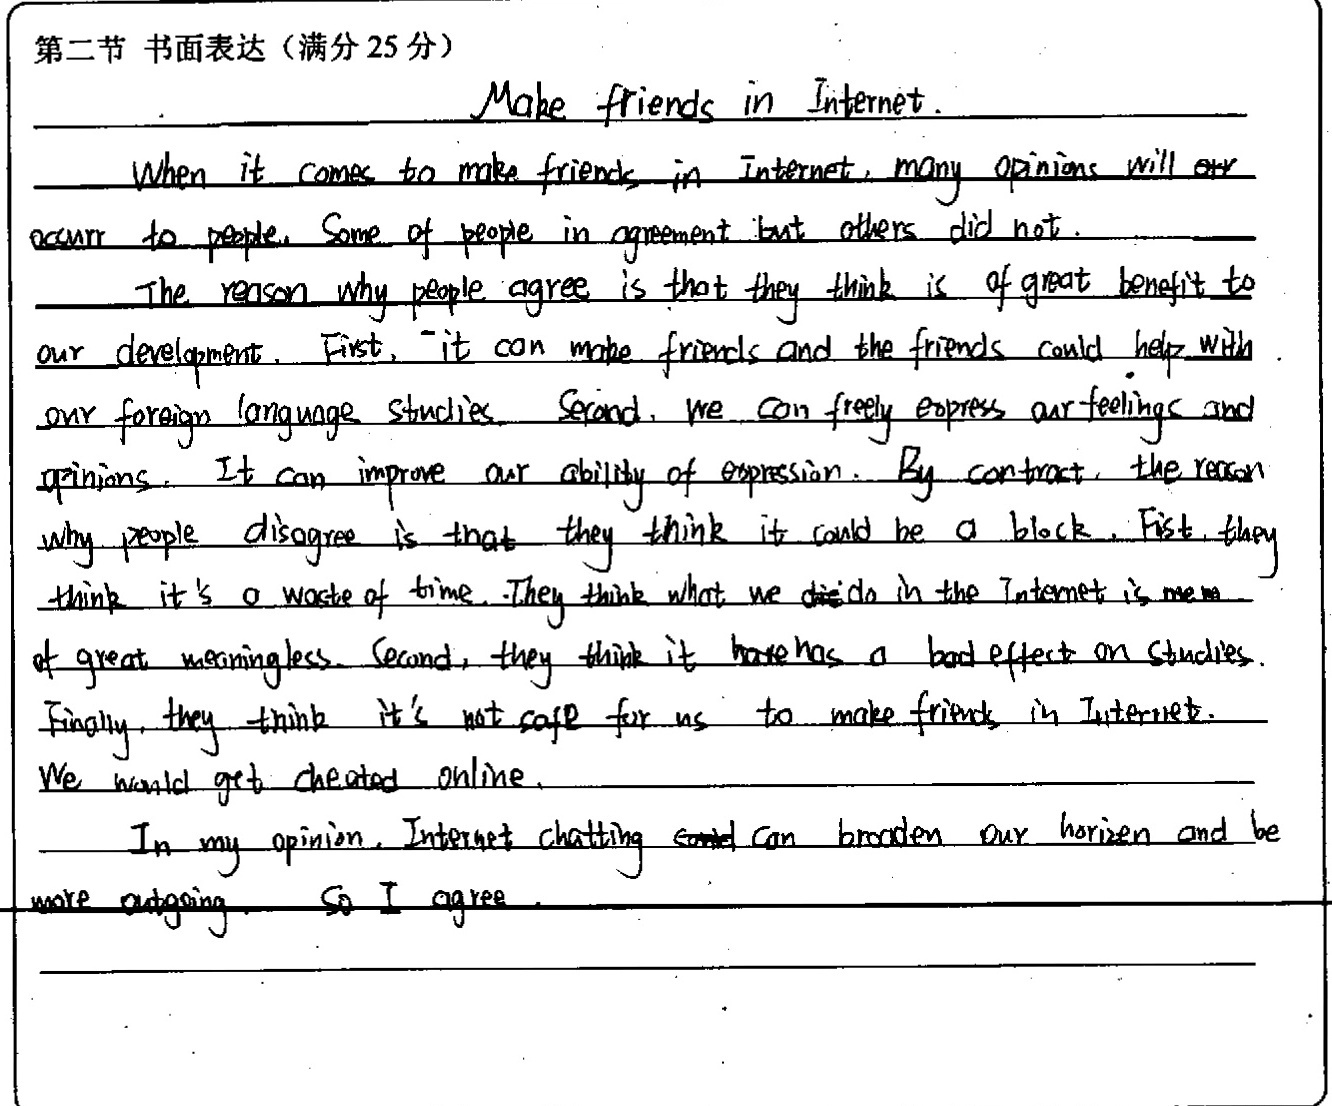 第二节 书面表达（满分 25 分）
Make friends in Internet.
When it comes to make friends in Internet, many opinions will
occurr to people. Some of people in agreement but others did not.
The reason why people agree is that they think is of great benefit to
our development. First, it can make friends and the friends could help with
our foreign language studies. Second, we can freely express our feelings and
opinions. It can improve our ability of expression. By contract, the reason
why people disagree is that they think it could be a block. Fist, they
think it's a waste of time. They think what we do in the Internet is
of great meaningless. Second, they think it has a bad effect on studies.
Finally, they think it's not safe for us to make friends in Internet.
We would get cheated online.
In my opinion, Internet chatting can broaden our horizen and be
more outgoing. So I agree.